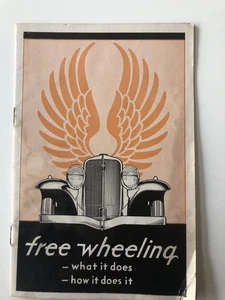 free wheeling
– what it does
– how it does it